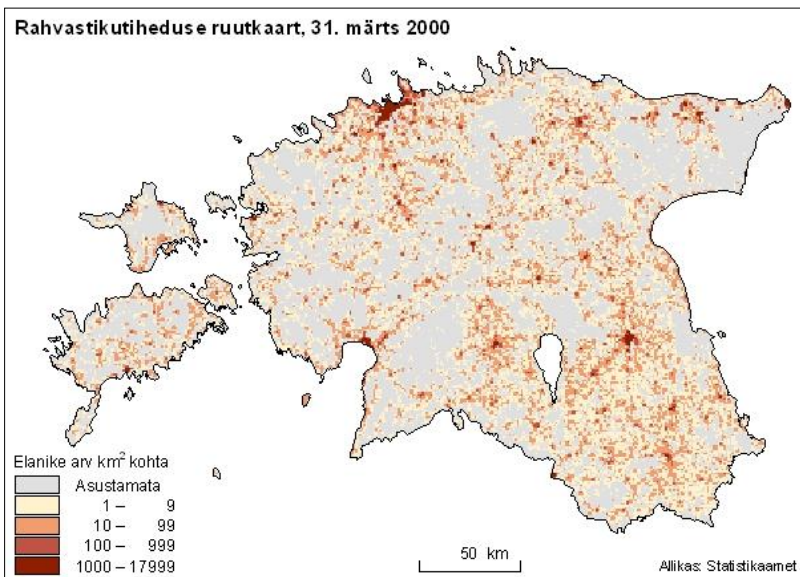 Rahvastikutiheduse ruutkaart, 31. märts 2000
Elanike arv km² kohta
Asustamata
1 – 9
10 – 99
100 – 999
1000 – 17999
50 km
Allikas: Statistikaamet